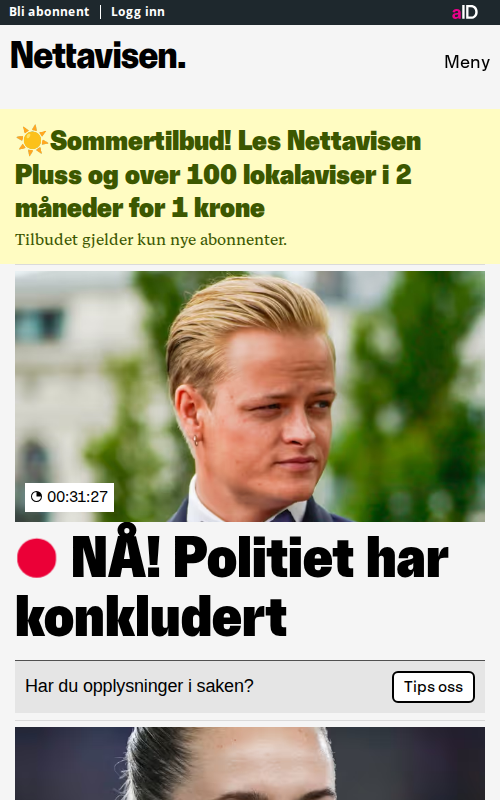 Bli abonnent | Logg inn
aID
Nettavisen.
Meny
☀️Sommertilbud! Les Nettavisen
Pluss og over 100 lokalaviser i 2
måneder for 1 krone
Tilbudet gjelder kun nye abonnenter.
00:31:27
🔴 NÅ! Politiet har
konkludert
Har du opplysninger i saken?
Tips oss